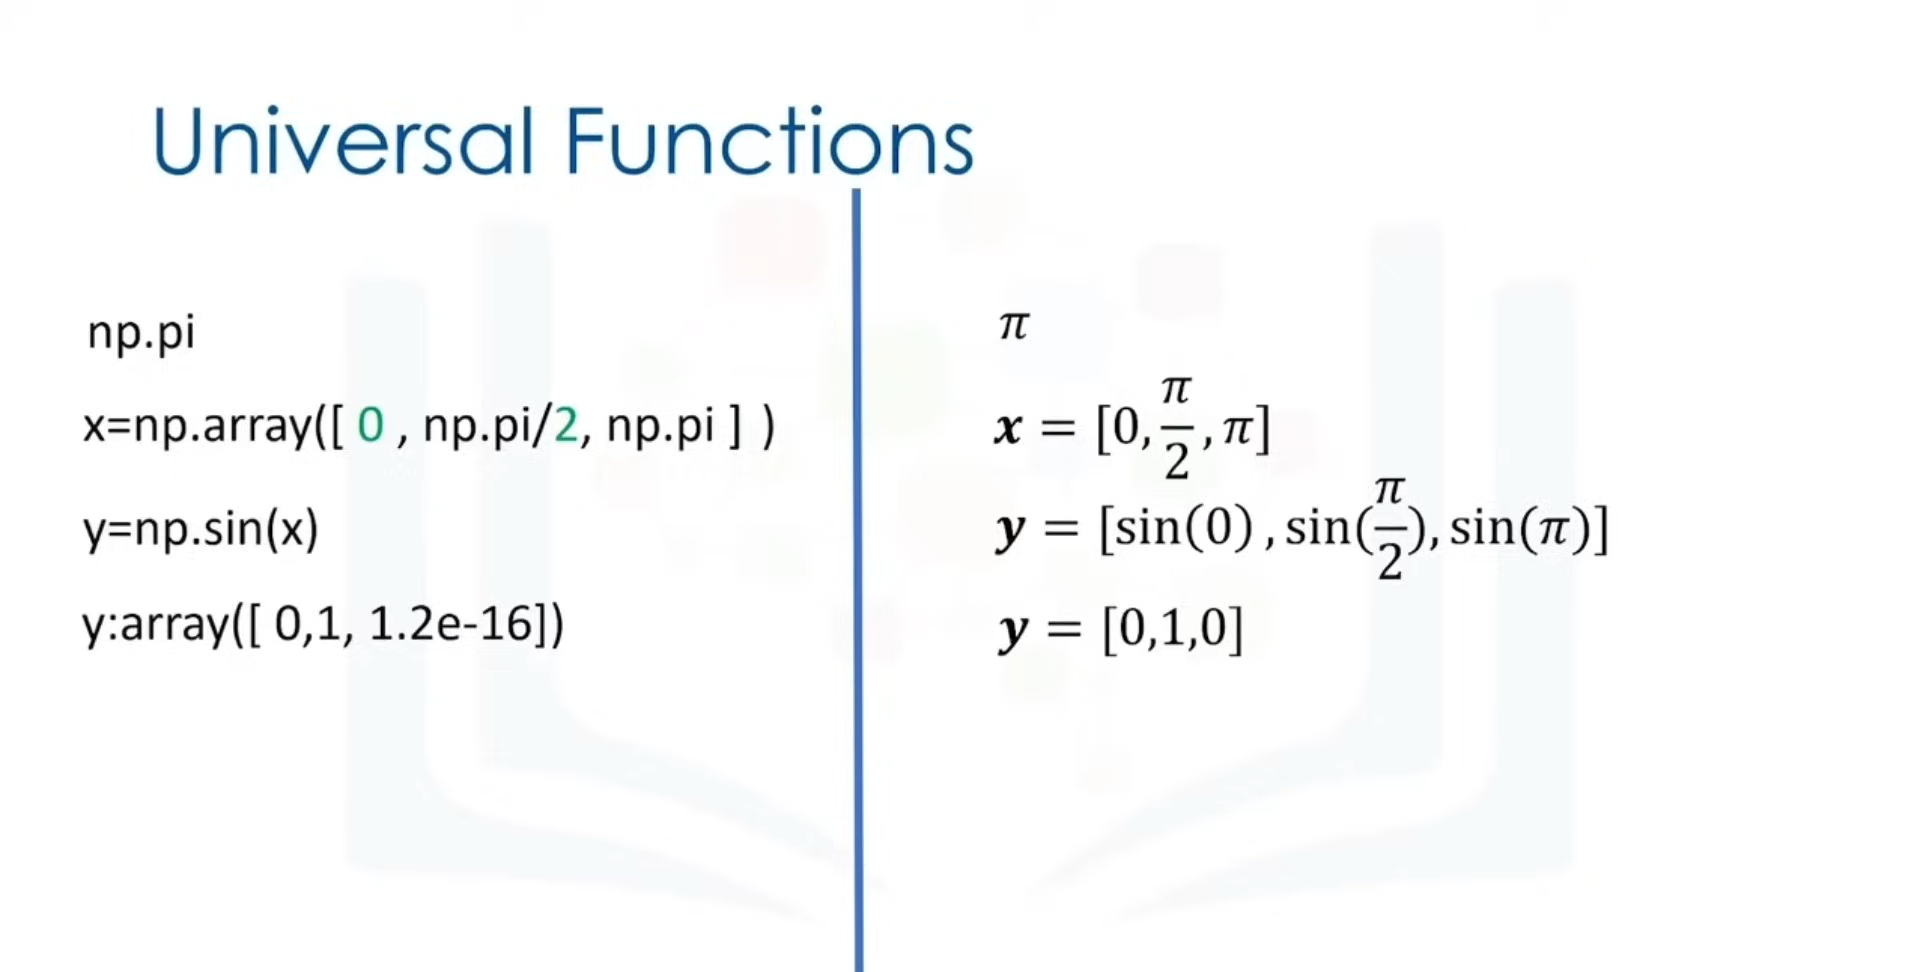 Universal Functions
np.pi
x=np.array([ 0 , np.pi/2, np.pi ] )
y=np.sin(x)
y:array([ 0,1, 1.2e-16])
π
x = [0, π/2, π]
y = [sin(0) , sin(π/2), sin(π)]
y = [0,1,0]